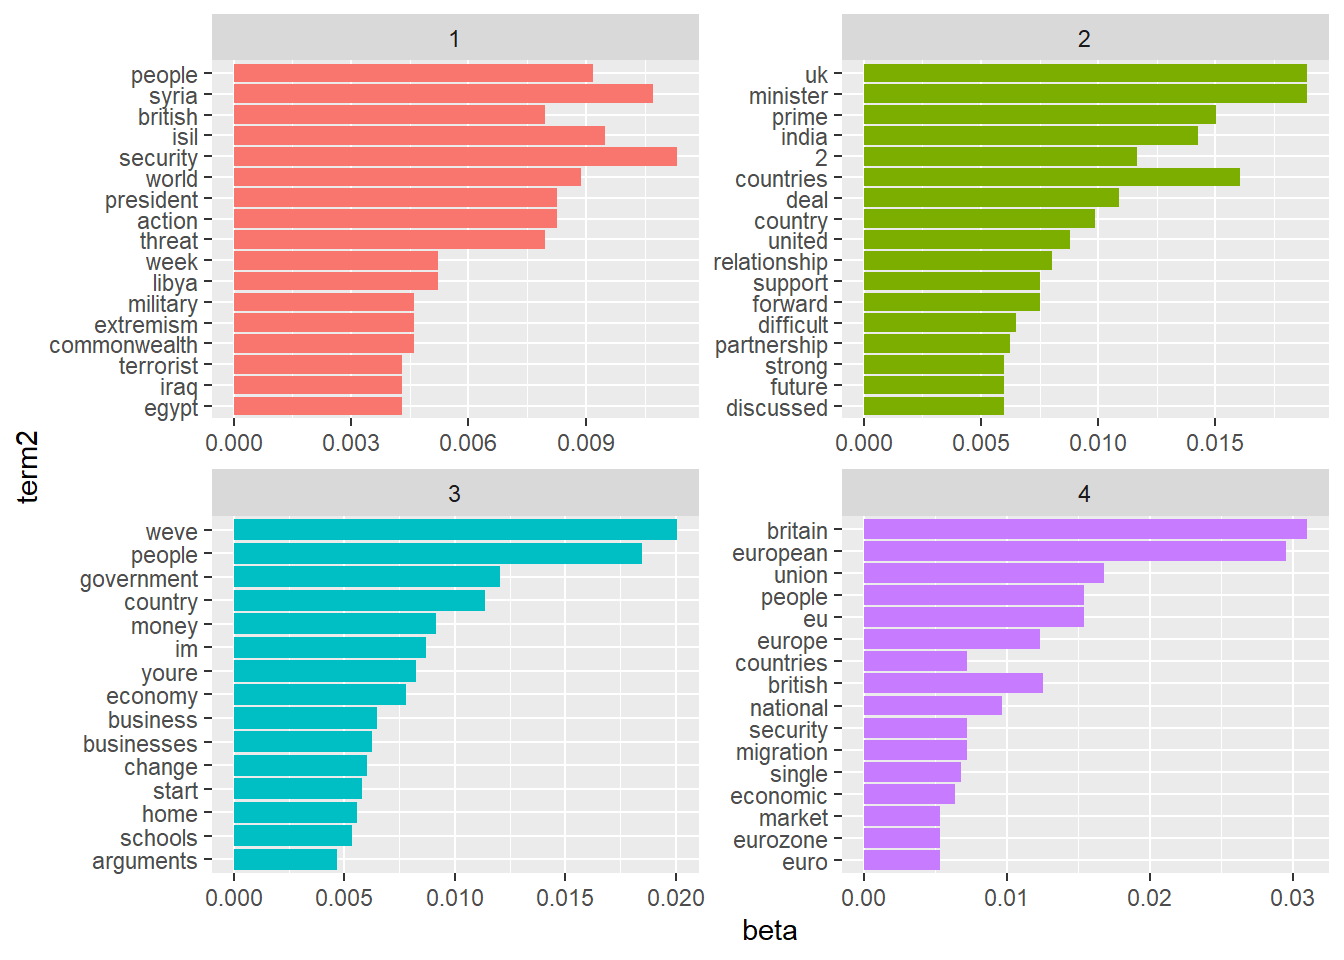 1
people
syria
british
isil
security
world
president
action
threat
week
libya
military
extremism
commonwealth
terrorist
iraq
egypt
0.000 0.003 0.006 0.009
2
uk
minister
prime
india
2
countries
deal
country
united
relationship
support
forward
difficult
partnership
strong
future
discussed
0.000 0.005 0.010 0.015
term2
3
weve
people
government
country
money
im
youre
economy
business
businesses
change
start
home
schools
arguments
0.000 0.005 0.010 0.015 0.020
4
britain
european
union
people
eu
europe
countries
british
national
security
migration
single
economic
market
eurozone
euro
0.00 0.01 0.02 0.03
beta